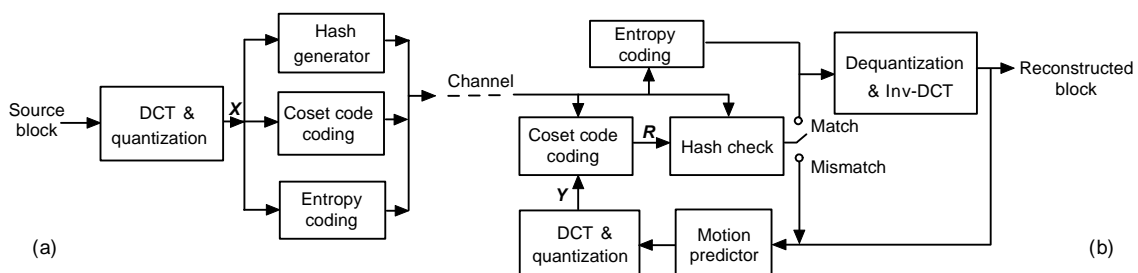 Source
block
DCT &
quantization
X
Hash
generator
Coset code
coding
Entropy
coding
(a)
Channel
Entropy
coding
Coset code
coding
R
Hash check
Match
Mismatch
Dequantization
& Inv-DCT
Reconstructed
block
Y
DCT &
quantization
Motion
predictor
(b)